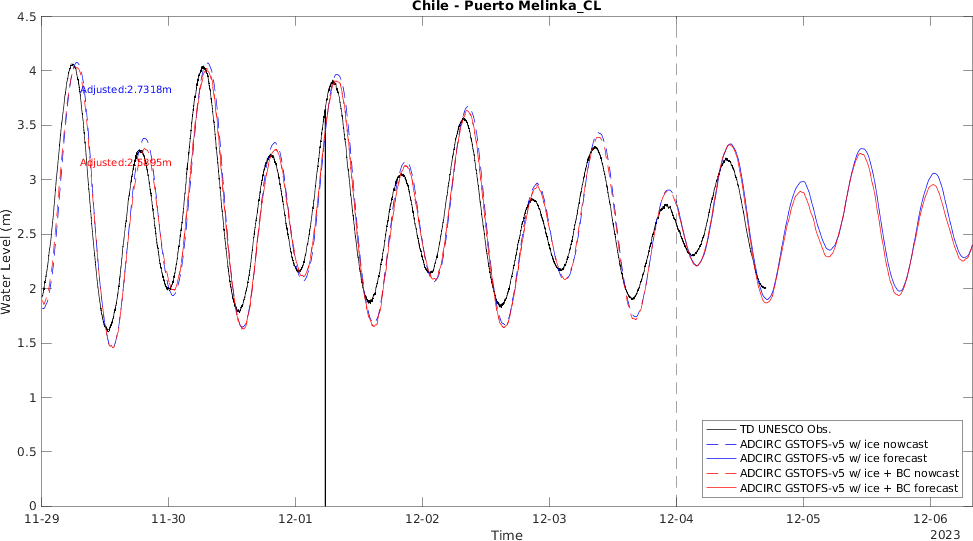 Chile - Puerto Melinka_CL
Water Level (m)
4.5
4
3.5
3
2.5
2
1.5
1
0.5
0
Adjusted:2.7318m
Adjusted:2.5895m
TD UNESCO Obs.
ADCIRC GSTOFS-v5 w/ ice nowcast
ADCIRC GSTOFS-v5 w/ ice forecast
ADCIRC GSTOFS-v5 w/ ice + BC nowcast
ADCIRC GSTOFS-v5 w/ ice + BC forecast
11-29 11-30 12-01 12-02 12-03 12-04 12-05 12-06
Time
2023